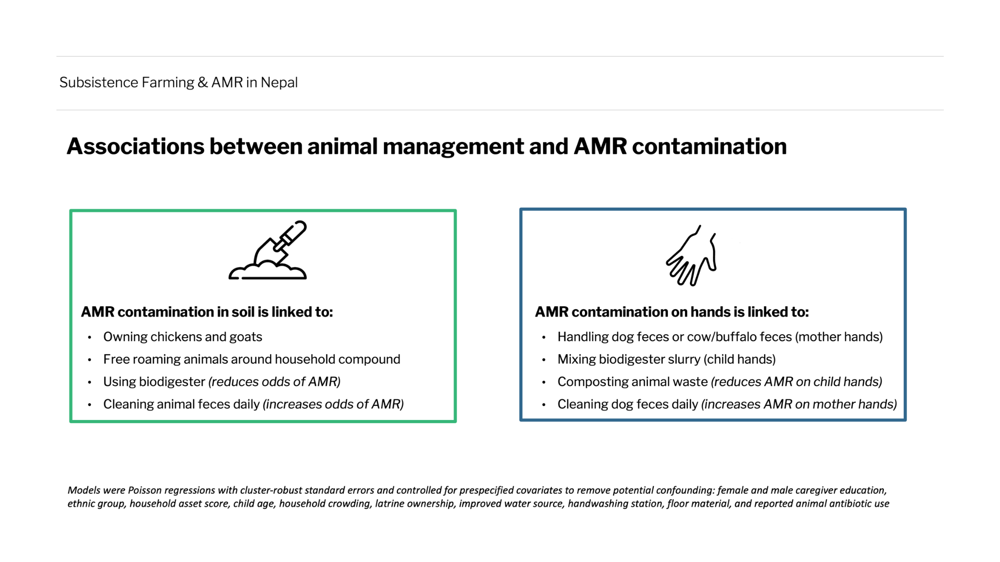 Subsistence Farming & AMR in Nepal
Associations between animal management and AMR contamination
AMR contamination in soil is linked to:
• Owning chickens and goats
• Free roaming animals around household compound
• Using biodigester (reduces odds of AMR)
• Cleaning animal feces daily (increases odds of AMR)
AMR contamination on hands is linked to:
• Handling dog feces or cow/buffalo feces (mother hands)
• Mixing biodigester slurry (child hands)
• Composting animal waste (reduces AMR on child hands)
• Cleaning dog feces daily (increases AMR on mother hands)
Models were Poisson regressions with cluster-robust standard errors and controlled for prespecified covariates to remove potential confounding: female and male caregiver education,
ethnic group, household asset score, child age, household crowding, latrine ownership, improved water source, handwashing station, floor material, and reported animal antibiotic use